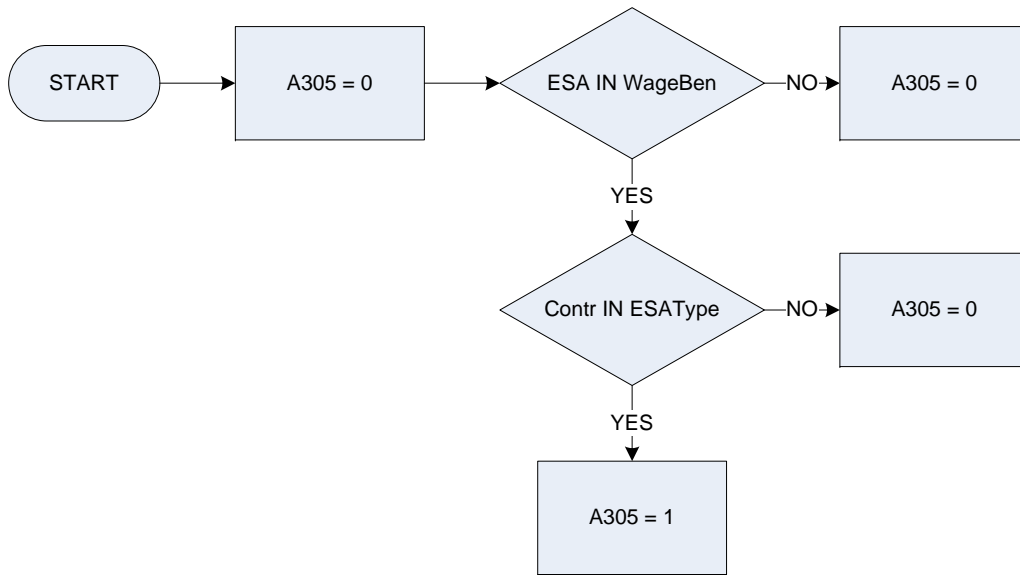 START
A305 = 0
ESA IN WageBen
NO
A305 = 0
YES
Contr IN ESAType
NO
A305 = 0
YES
A305 = 1